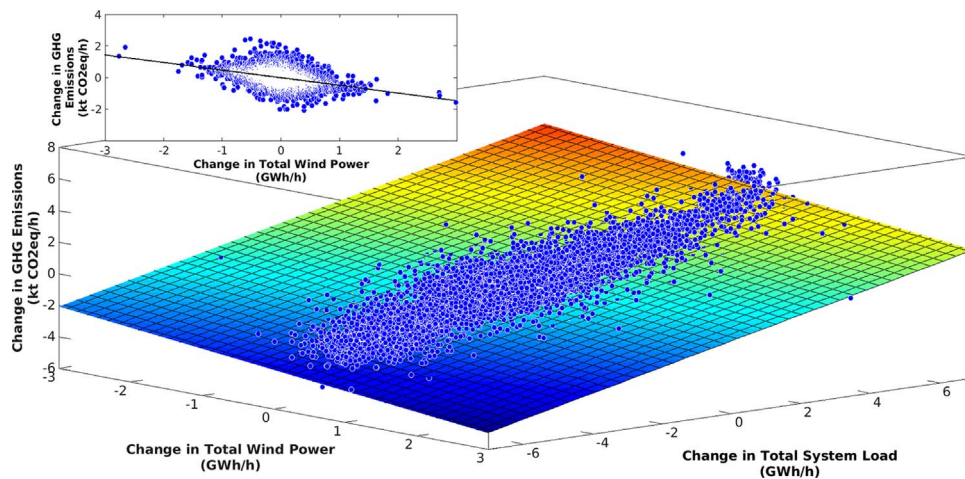 4
2
0
-2
Change in GHG
Emissions
(kt CO2eq/h)
-3 -2 -1 0 1 2
Change in Total Wind Power
(GWh/h)
8
6
4
2
0
-2
-4
-6
Change in GHG Emissions
(kt CO2eq/h)
-3
-2
-1
0
1
2
3
Change in Total Wind Power
(GWh/h)
-6 -4 -2 0 2 4 6
Change in Total System Load
(GWh/h)